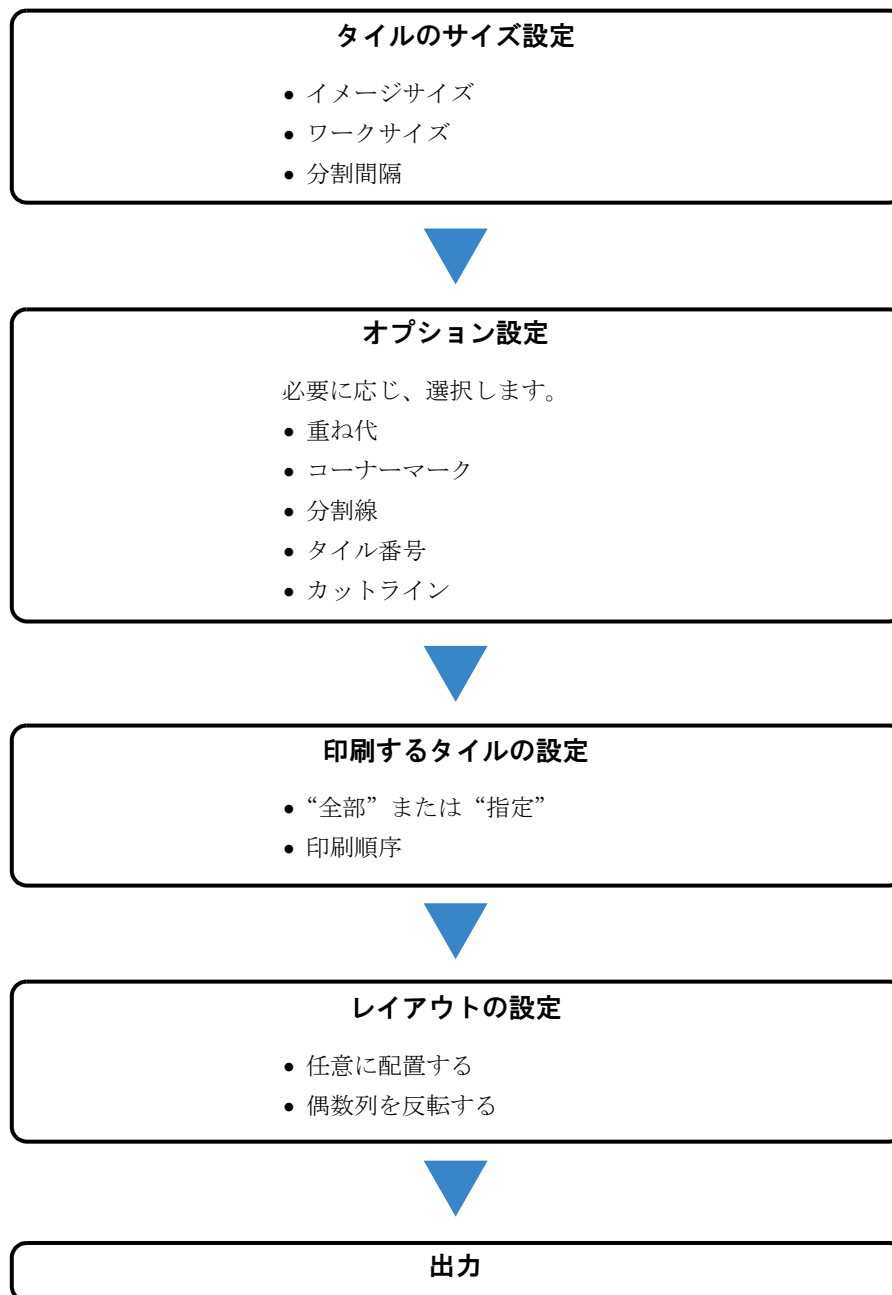 タイルのサイズ設定
• イメージサイズ
• ワークサイズ
• 分割間隔
オプション設定
必要に応じ、選択します。
• 重ね代
• コーナーマーク
• 分割線
• タイル番号
• カットライン
印刷するタイルの設定
• “全部”または“指定”
• 印刷順序
レイアウトの設定
• 任意に配置する
• 偶数列を反転する
出力